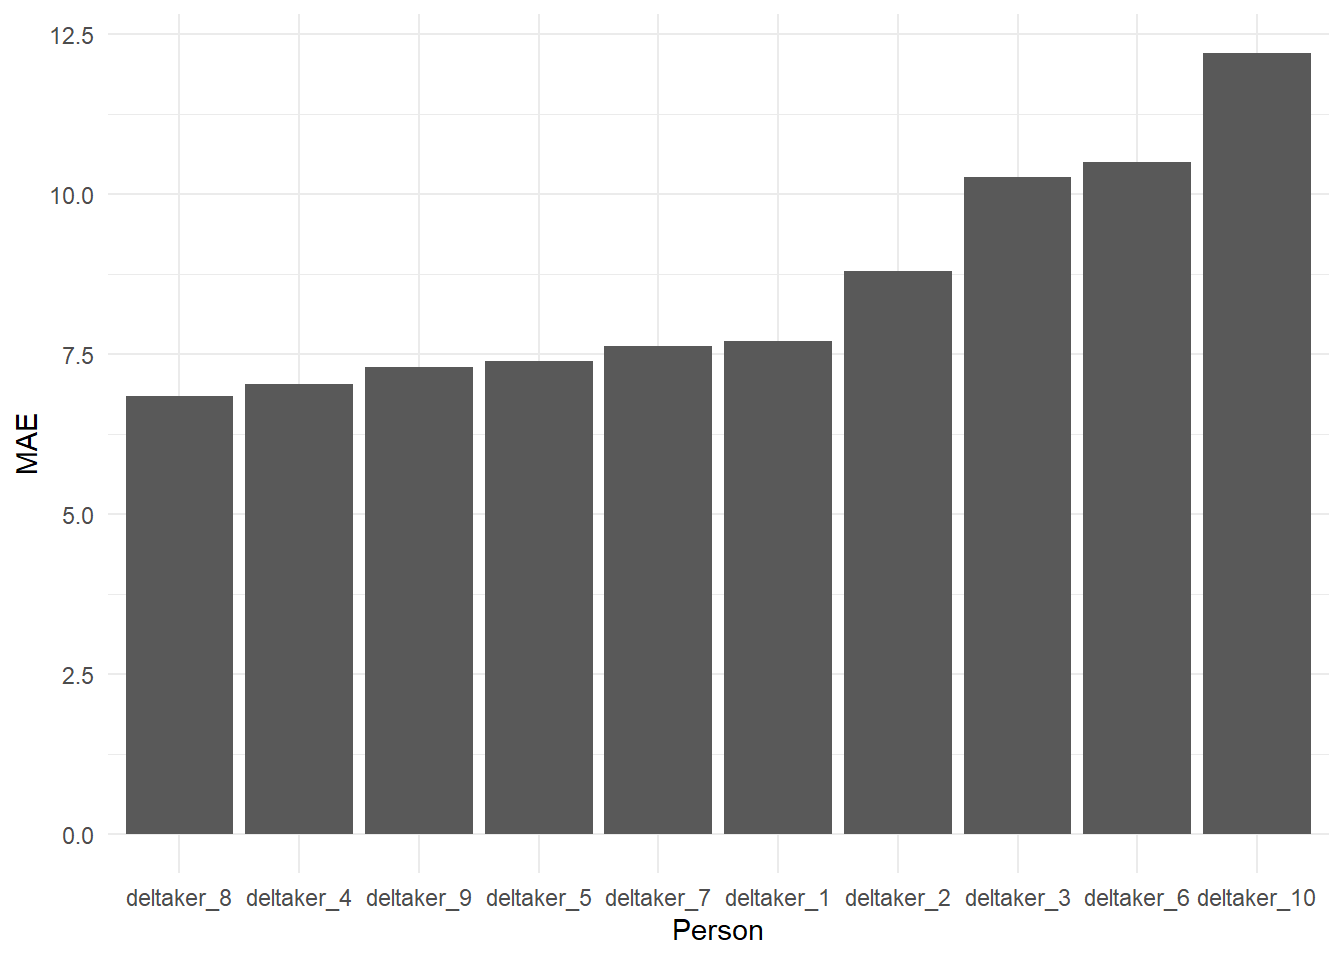 12.5
10.0
7.5
5.0
2.5
0.0
MAE
deltaker_8 deltaker_4 deltaker_9 deltaker_5 deltaker_7 deltaker_1 deltaker_2 deltaker_3 deltaker_6 deltaker_10
Person